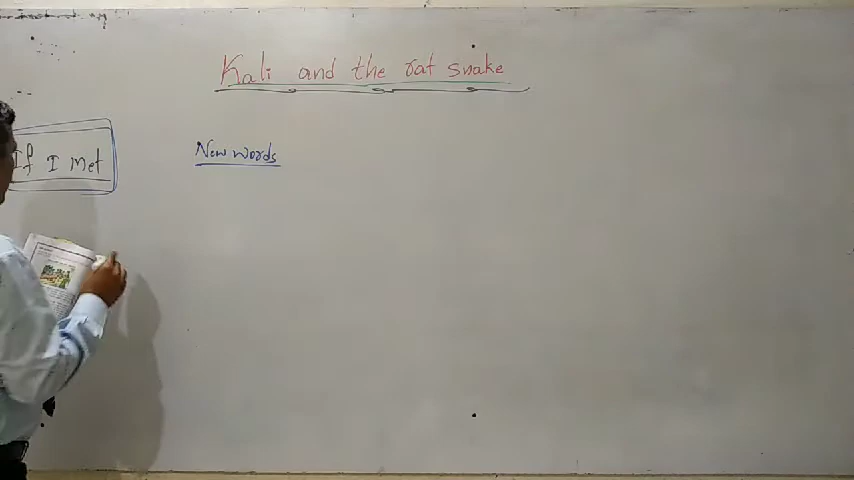 Kali and the rat snake
If I met
New words